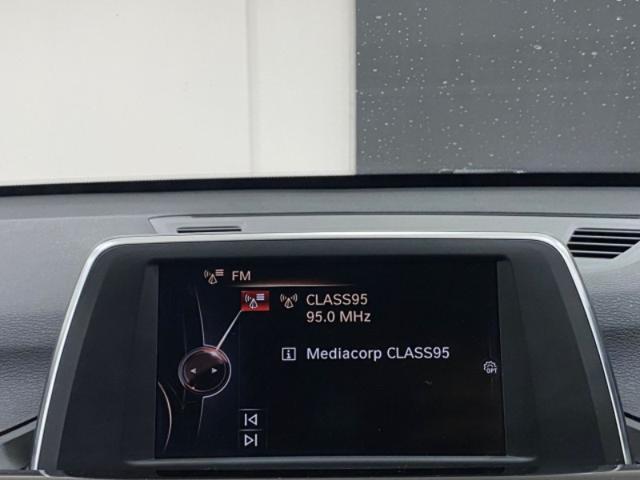 FM
CLASS95
95.0 MHz
i Mediacorp CLASS95
OPT